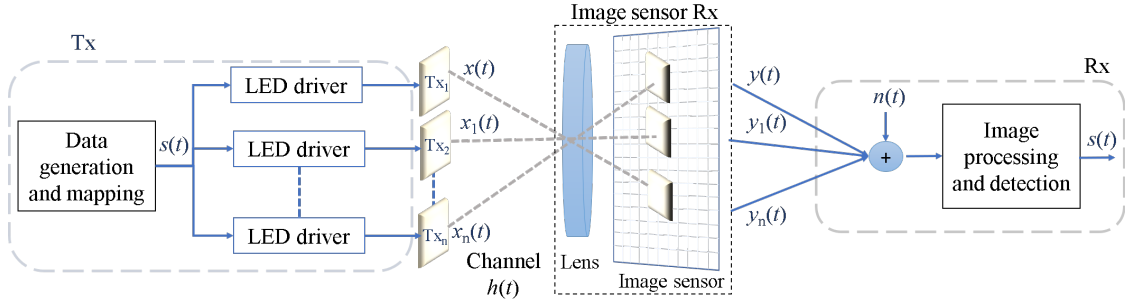 Image sensor Rx
Tx
Rx
LED driver
Tx₁
x(t)
y(t)
n(t)
Data
generation
and mapping
s(t)
LED driver
Tx₂
x₁(t)
y₁(t)
+
Image
processing
and detection
s(t)
LED driver
Txₙ
xₙ(t)
yₙ(t)
Channel
h(t)
Lens
Image sensor